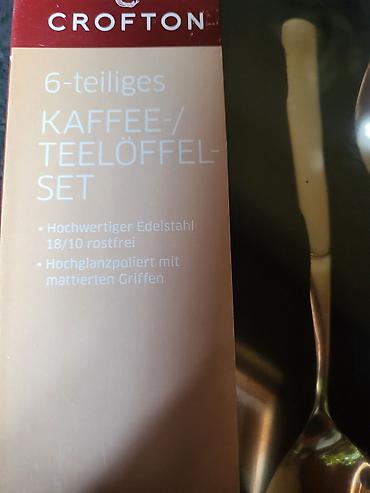 CROFTON
6-teiliges
KAFFEE-/
TEELÖFFEL-
SET
• Hochwertiger Edelstahl
18/10 rostfrei
• Hochglanzpoliert mit
mattierten Griffen